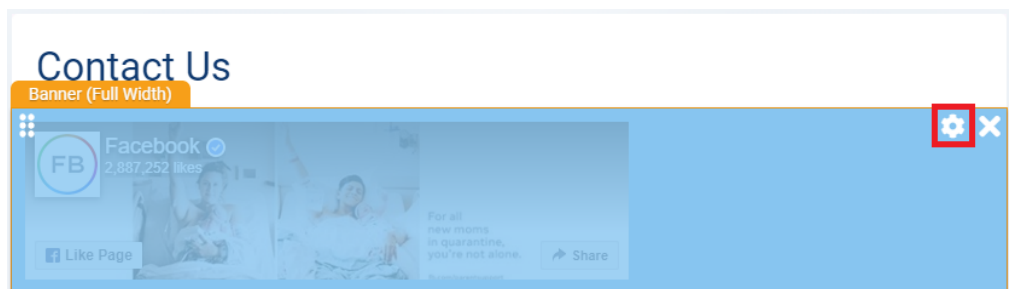 Contact Us
Banner (Full Width)
FB
Facebook
2,887,252 likes
For all
new moms
in quarantine,
you're not alone.
Like Page
Share